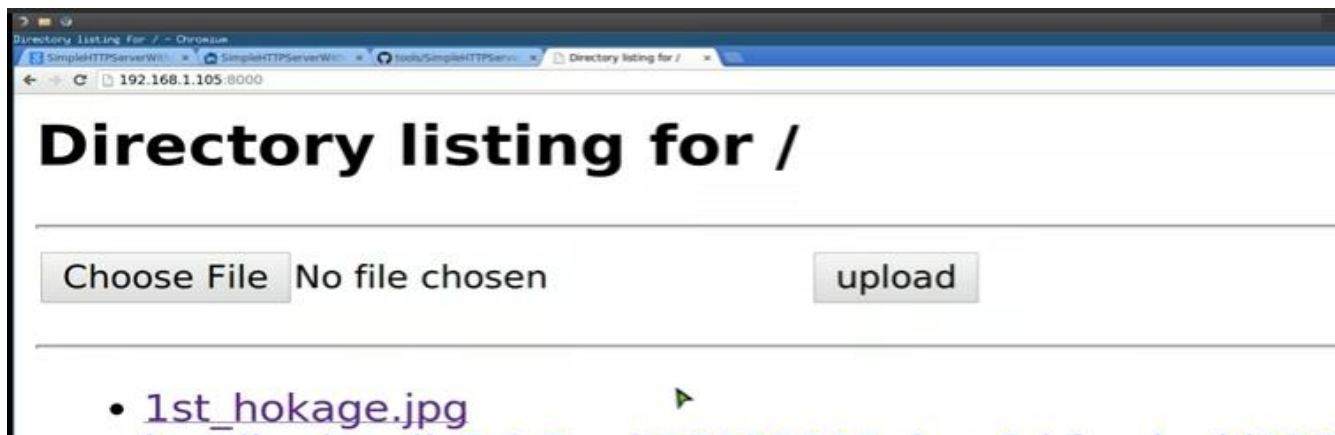 Directory listing for / - Chromium
SimpleHTTPServerWit
SimpleHTTPServerWit
tools/SimpleHTTPServe
Directory listing for /
192.168.1.105:8000
Directory listing for /
Choose File No file chosen upload
1st_hokage.jpg